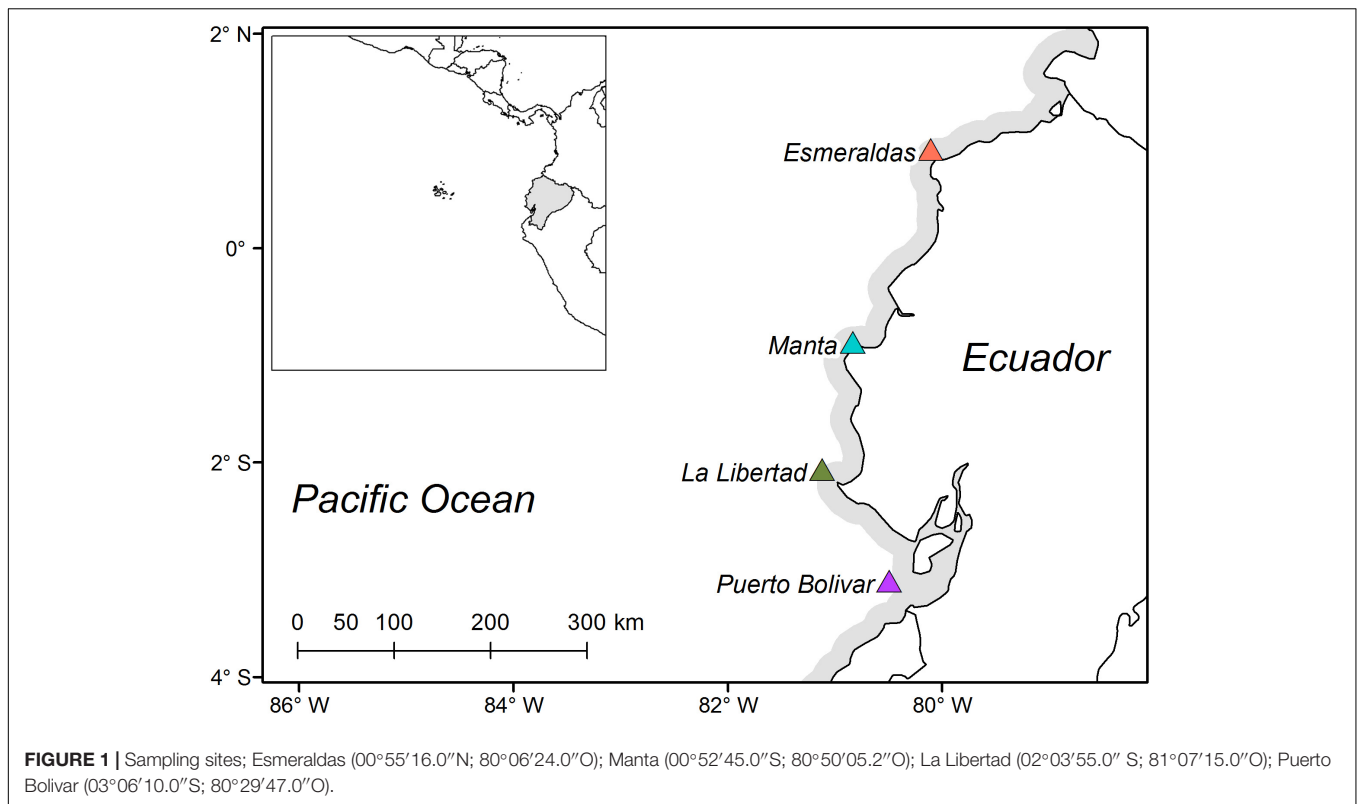 2° N
Esmeraldas
0°
Manta
Ecuador
2° S
La Libertad
Pacific Ocean
Puerto Bolivar
0 50 100 200 300 km
4° S
86° W 84° W 82° W 80° W
FIGURE 1 | Sampling sites; Esmeraldas (00°55′16.0″N; 80°06′24.0″O); Manta (00°52′45.0″S; 80°50′05.2″O); La Libertad (02°03′55.0″ S; 81°07′15.0″O); Puerto
Bolivar (03°06′10.0″S; 80°29′47.0″O).